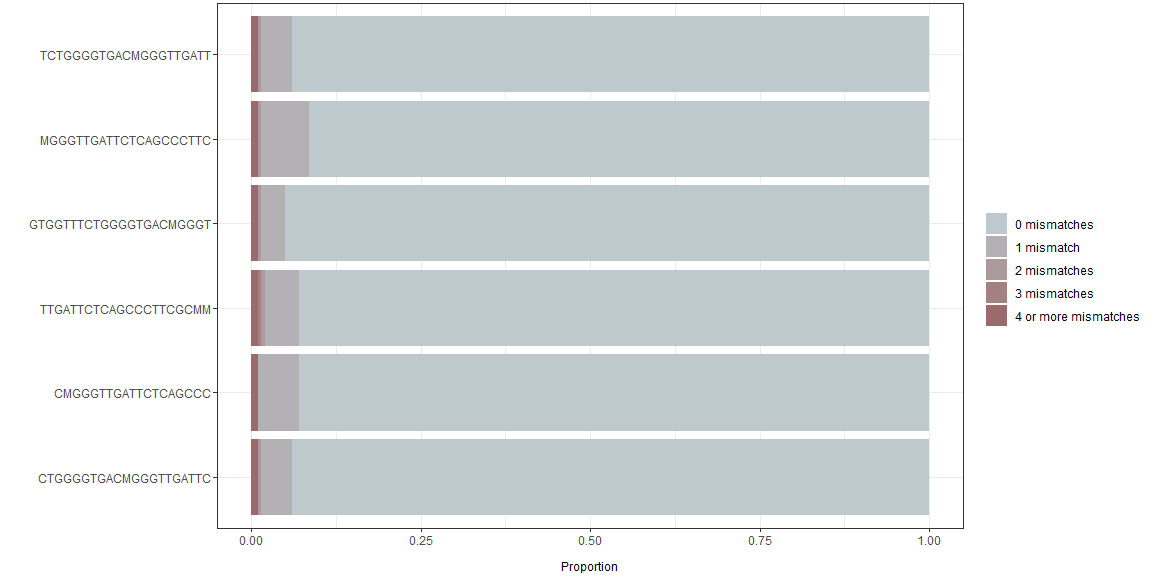 TCTGGGGTGACMGGGTTGATT
MGGGTTGATTCTCAGCCCTTC
GTGGTTTCTGGGGTGACMGGGT
TTGATTCTCAGCCCTTCGCMM
CMGGGTTGATTCTCAGCCC
CTGGGGTGACMGGGTTGATTC
0.00
0.25
0.50
0.75
1.00
Proportion
0 mismatches
1 mismatch
2 mismatches
3 mismatches
4 or more mismatches